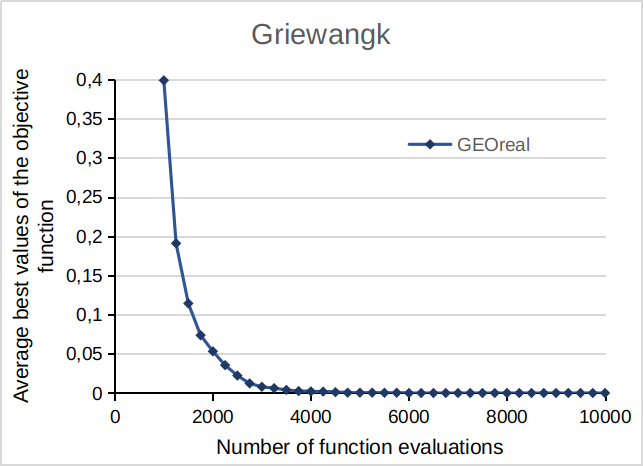 Griewangk
Average best values of the objective
function
0,4
0,35
0,3
0,25
0,2
0,15
0,1
0,05
0
GEOreal
0 2000 4000 6000 8000 10000
Number of function evaluations